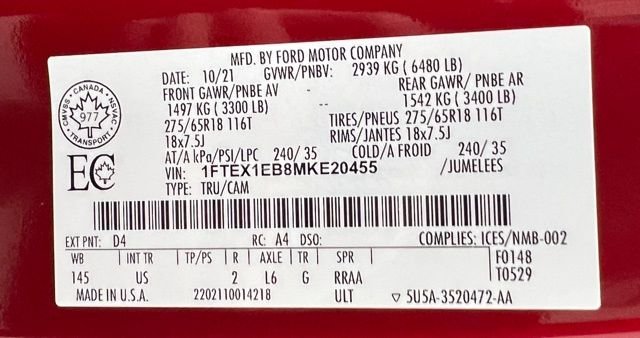 MFD. BY FORD MOTOR COMPANY
DATE: 10/21 GVWR/PNBV: 2939 KG ( 6480 LB)
FRONT GAWR/PNBE AV -- REAR GAWR/ PNBE AR
1497 KG ( 3300 LB) 1542 KG ( 3400 LB)
275/65R18 116T TIRES/PNEUS 275/65R18 116T
18x7.5J RIMS/JANTES 18x7.5J
AT/A kPa/PSI/LPC 240/ 35 COLD/A FROID 240/ 35
VIN: 1FTEX1EB8MKE20455 /JUMELEES
TYPE: TRU/CAM
CANADA
CMVSS NSVAC
977
TRANSPORT
EC
EXT PNT: D4 RC: A4 DSO: COMPLIES: ICES/NMB-002
WB INT TR TP/PS R AXLE TR SPR F0148
145 US 2 L6 G RRAA T0529
MADE IN U.S.A. 2202110014218 ULT ▽ 5U5A-3520472-AA